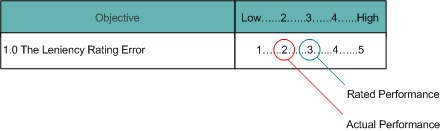 Objective Low……2……3……4……High
1.0 The Leniency Rating Error 1……2……3……4……5
Rated Performance
Actual Performance